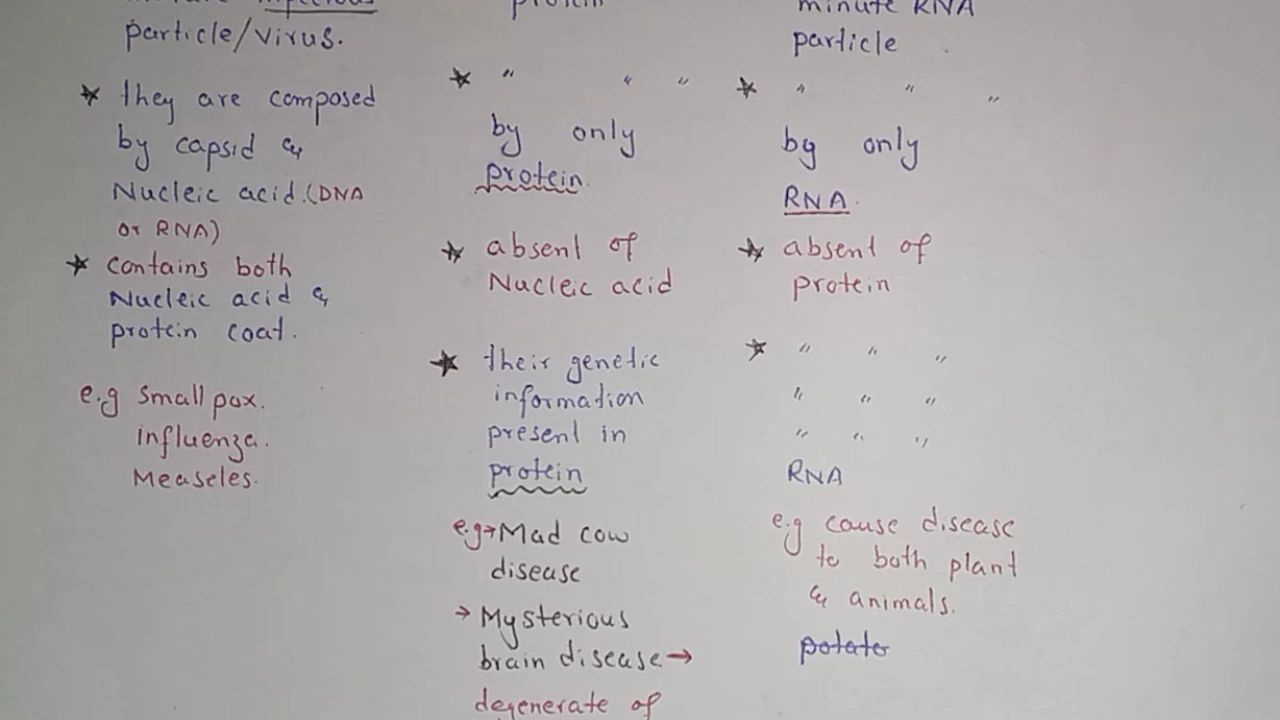 particle/Virus.
★ they are composed
by capsid &
Nucleic acid.(DNA
or RNA)
★ contains both
Nucleic acid &
protein coat.
e.g small pox.
influenza.
Measeles.
protein
★ " " "
by only
protein.
★ absent of
Nucleic acid
★ their genetic
information
present in
protein
e.g→Mad cow
disease
→Mysterious
brain disease→
degenerate of
minute RNA
particle
★ " " "
by only
RNA.
★ absent of
protein
★ " " "
" " "
" " "
RNA
e.g cause disease
to both plant
& animals.
potato